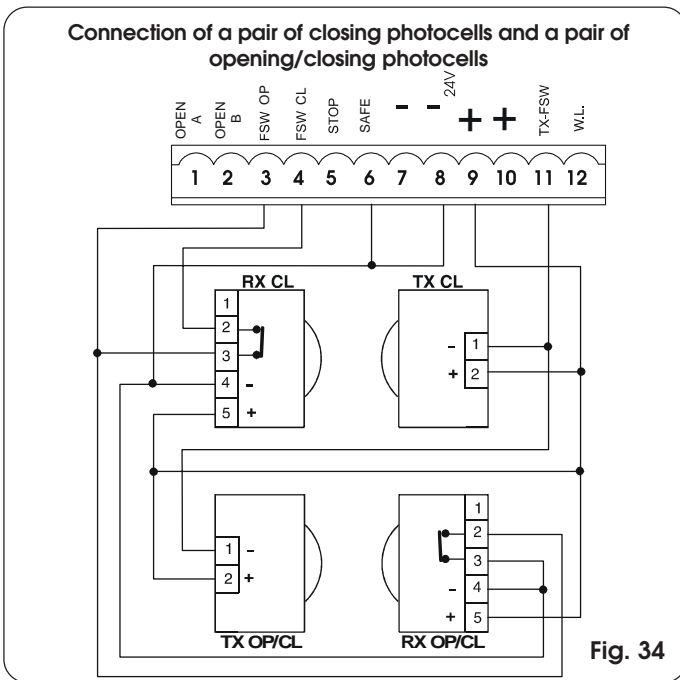 Connection of a pair of closing photocells and a pair of
opening/closing photocells
OPEN A
OPEN B
FSW OP
FSW CL
STOP
SAFE
-
-
24V
+
+
TX-FSW
W.L.
1 2 3 4 5 6 7 8 9 10 11 12
RX CL
1
2
3
4 -
5 +
TX CL
- 1
+ 2
1 -
2 +
TX OP/CL
1
2
3
- 4
+ 5
RX OP/CL
Fig. 34